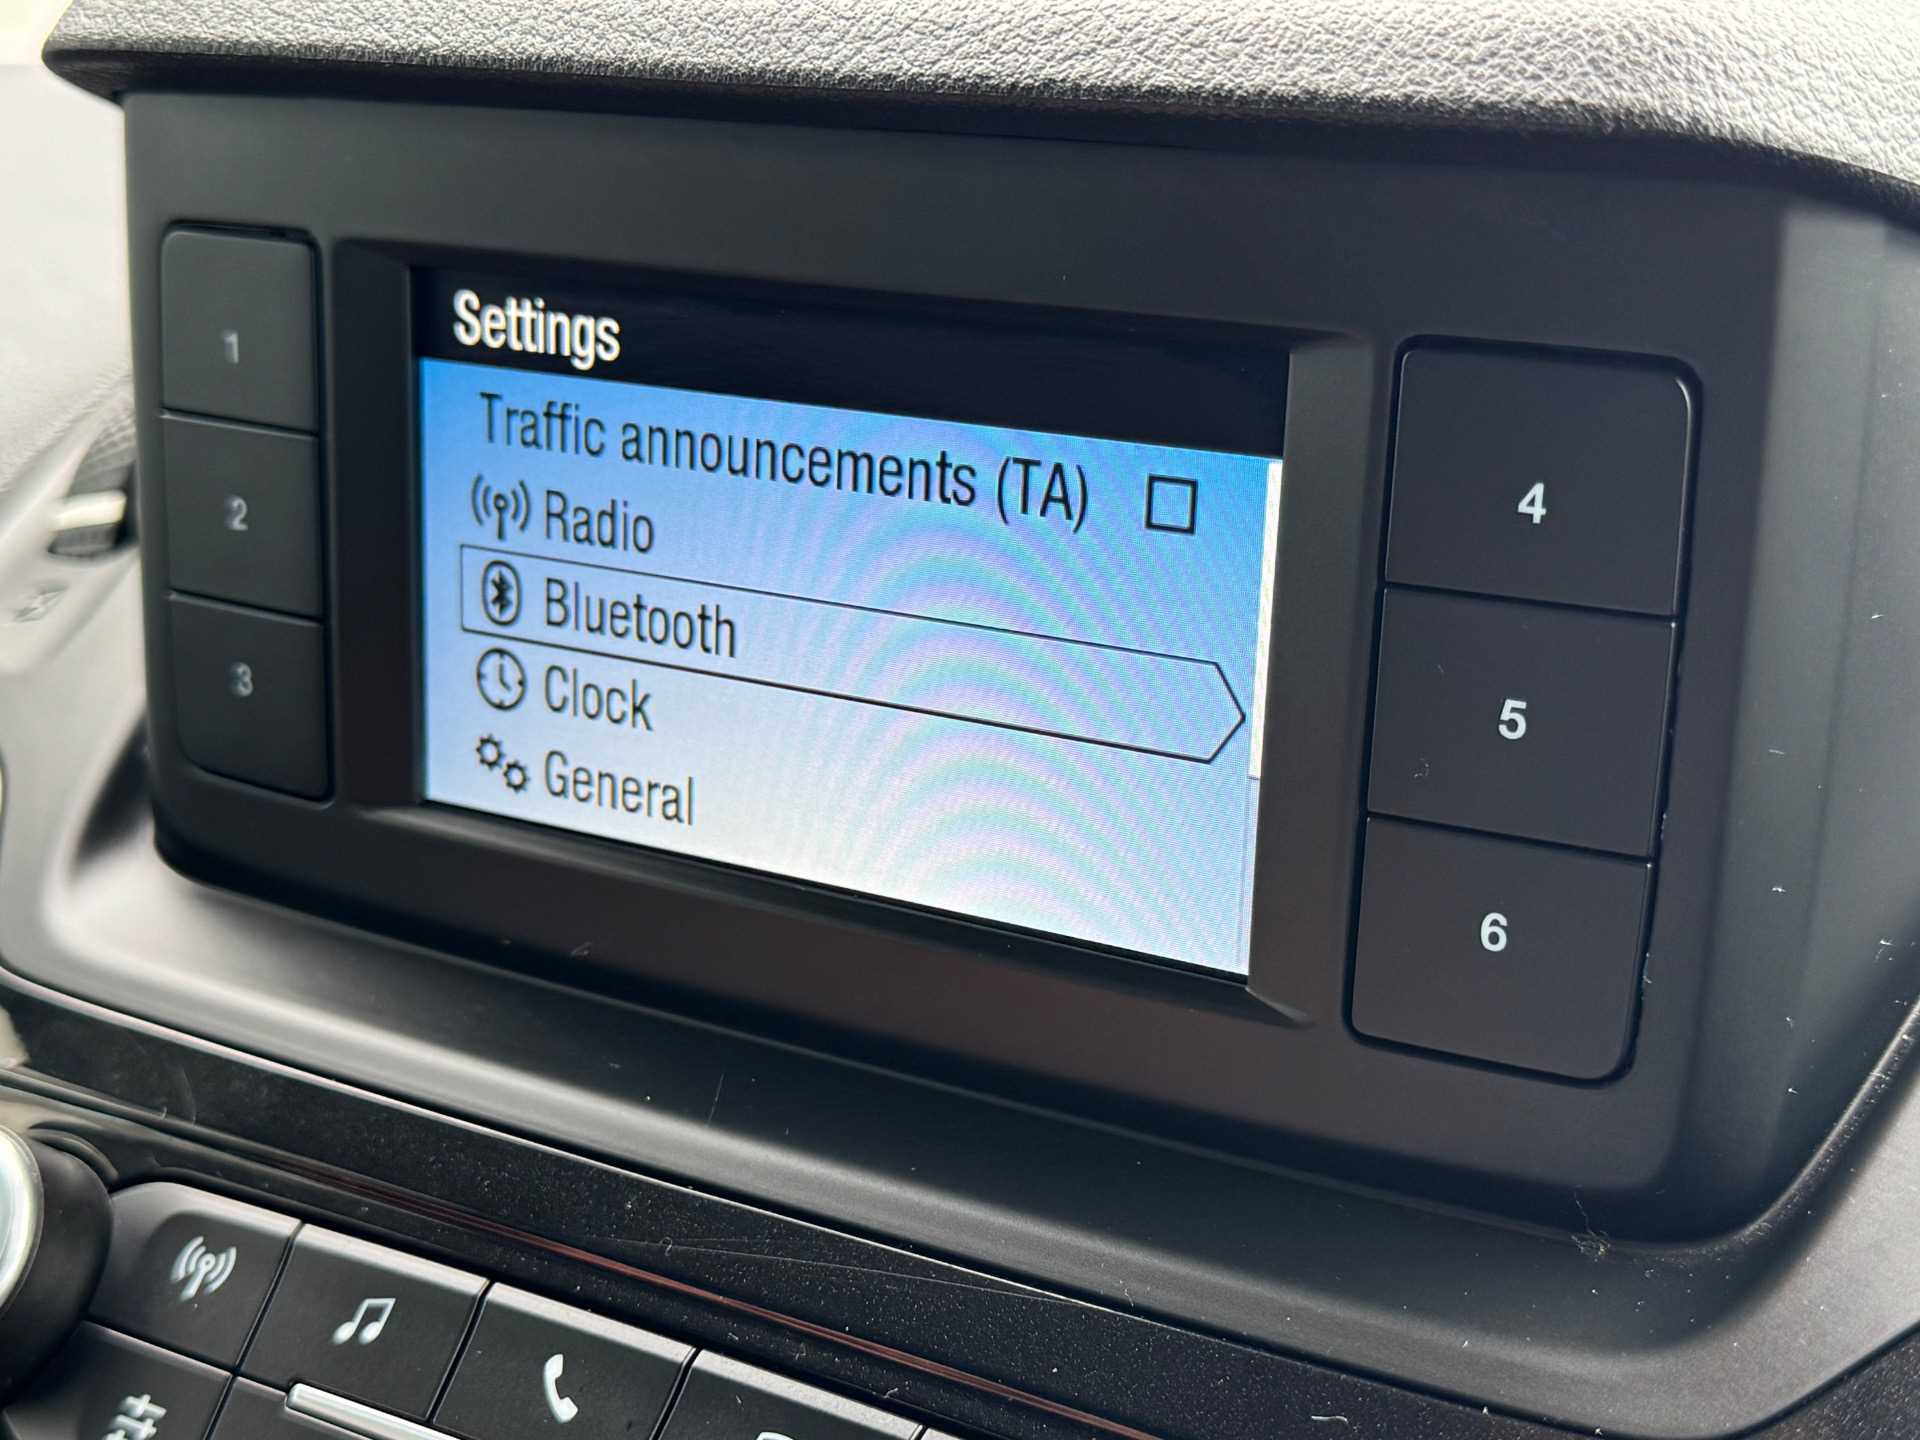 Settings
Traffic announcements (TA)
Radio
Bluetooth
Clock
General
1
2
3
4
5
6